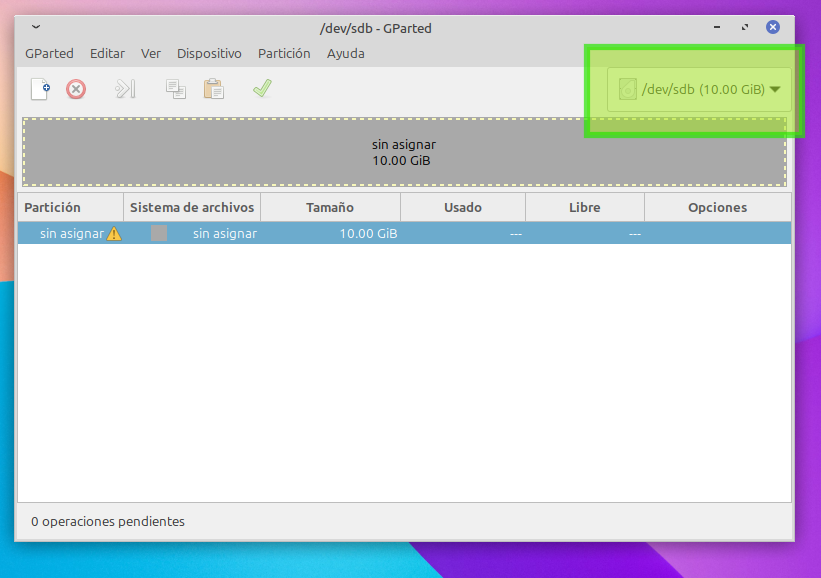 /dev/sdb - GParted
GParted Editar Ver Dispositivo Partición Ayuda
/dev/sdb (10.00 GiB)
sin asignar
10.00 GiB
Partición Sistema de archivos Tamaño Usado Libre Opciones
sin asignar sin asignar 10.00 GiB --- ---
0 operaciones pendientes